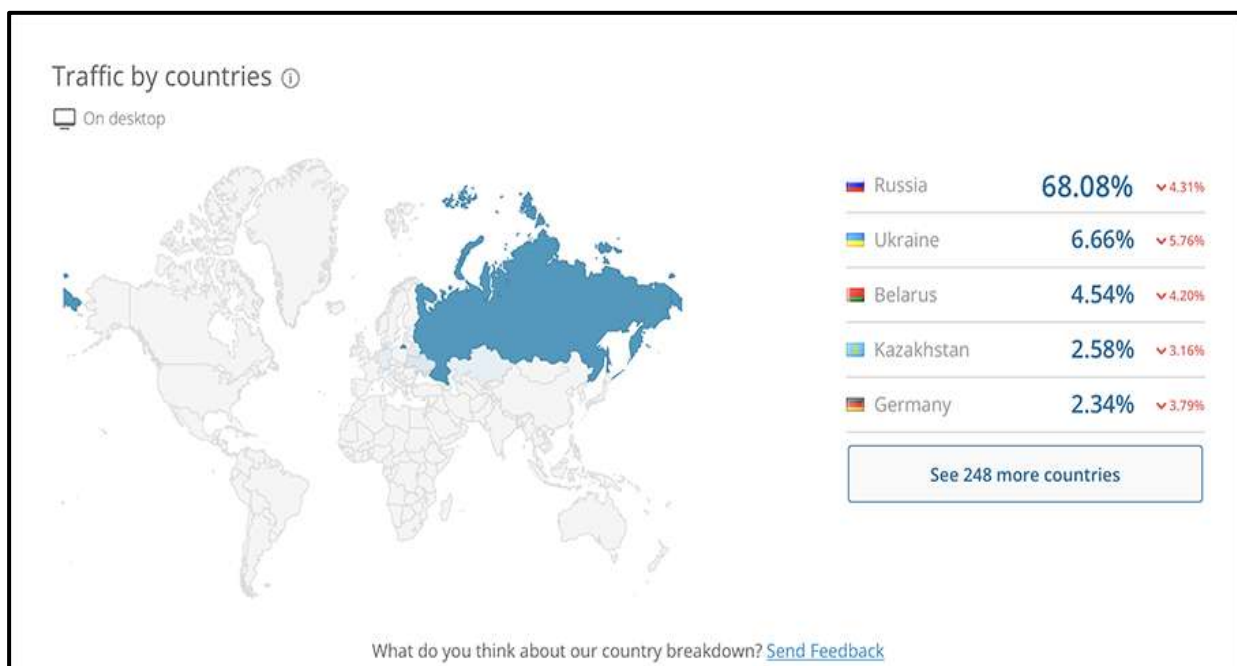 Traffic by countries
On desktop
Russia 68.08% 4.31%
Ukraine 6.66% 5.76%
Belarus 4.54% 4.20%
Kazakhstan 2.58% 3.16%
Germany 2.34% 3.79%
See 248 more countries
What do you think about our country breakdown? Send Feedback